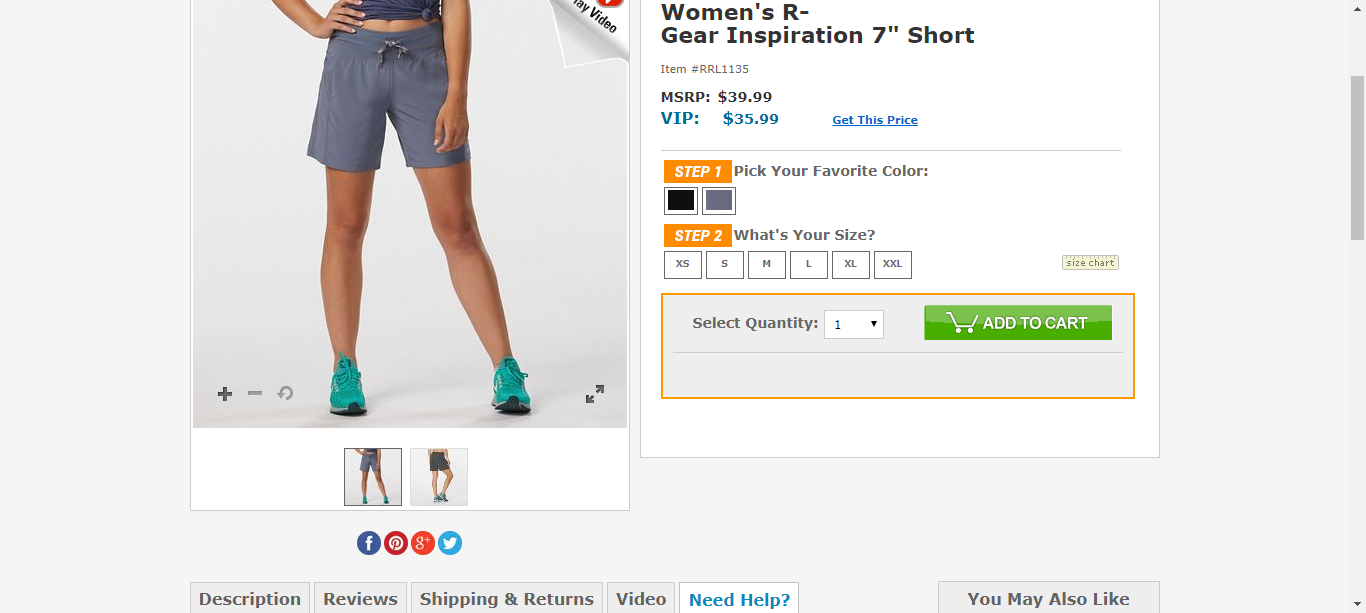 Play Video
Women's R-
Gear Inspiration 7" Short
Item #RRL1135
MSRP: $39.99
VIP: $35.99 Get This Price
STEP 1 Pick Your Favorite Color:
STEP 2 What's Your Size?
XS S M L XL XXL size chart
Select Quantity: 1 ADD TO CART
f g+
Description Reviews Shipping & Returns Video Need Help? You May Also Like